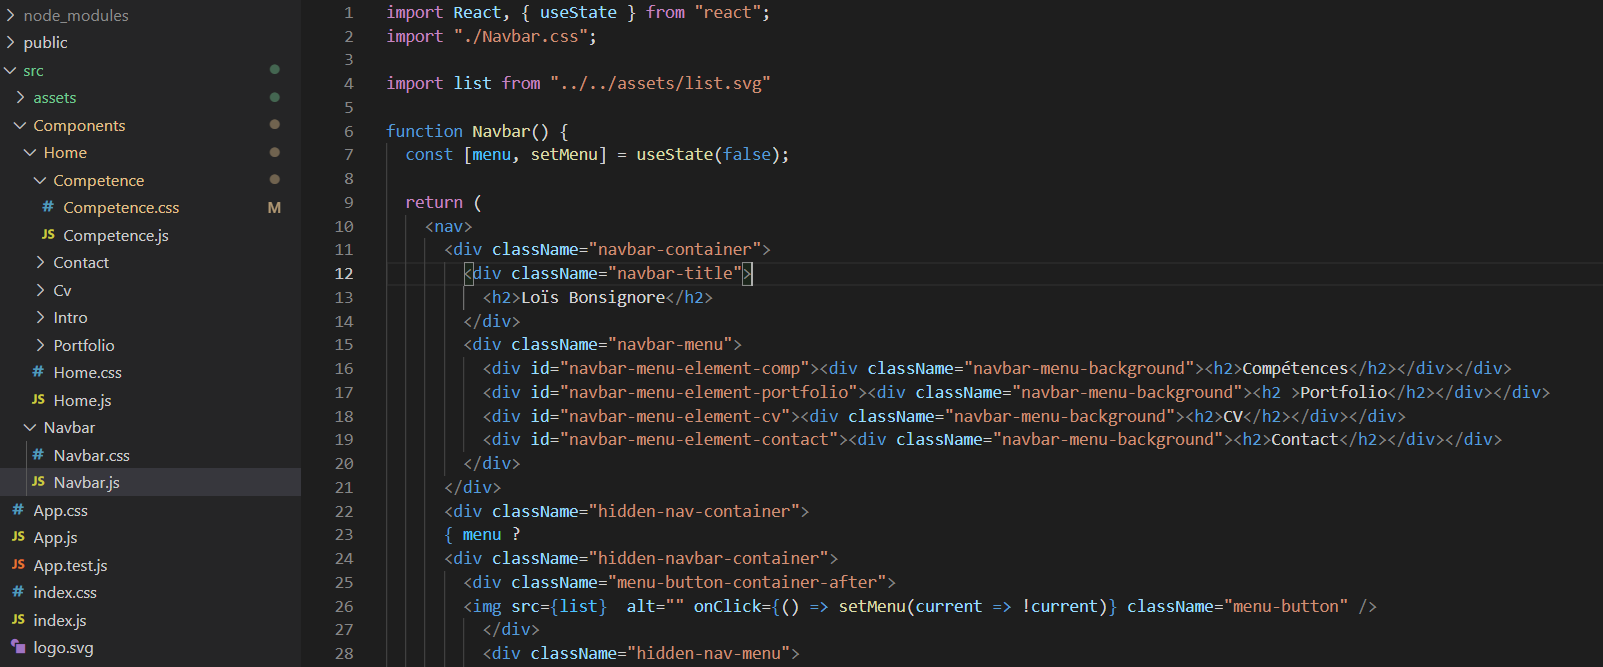 node_modules
public
src
assets
Components
Home
Competence
# Competence.css M
JS Competence.js
Contact
Cv
Intro
Portfolio
# Home.css
JS Home.js
Navbar
# Navbar.css
JS Navbar.js
# App.css
JS App.js
JS App.test.js
# index.css
JS index.js
logo.svg
1 import React, { useState } from "react";
2 import "./Navbar.css";
3
4 import list from "../../assets/list.svg"
5
6 function Navbar() {
7 const [menu, setMenu] = useState(false);
8
9 return (
10 <nav>
11 <div className="navbar-container">
12 <div className="navbar-title">
13 <h2>Loïs Bonsignore</h2>
14 </div>
15 <div className="navbar-menu">
16 <div id="navbar-menu-element-comp"><div className="navbar-menu-background"><h2>Compétences</h2></div></div>
17 <div id="navbar-menu-element-portfolio"><div className="navbar-menu-background"><h2 >Portfolio</h2></div></div>
18 <div id="navbar-menu-element-cv"><div className="navbar-menu-background"><h2>CV</h2></div></div>
19 <div id="navbar-menu-element-contact"><div className="navbar-menu-background"><h2>Contact</h2></div></div>
20 </div>
21 </div>
22 <div className="hidden-nav-container">
23 { menu ?
24 <div className="hidden-navbar-container">
25 <div className="menu-button-container-after">
26 <img src={list}  alt="" onClick={() => setMenu(current => !current)} className="menu-button" />
27 </div>
28 <div className="hidden-nav-menu">